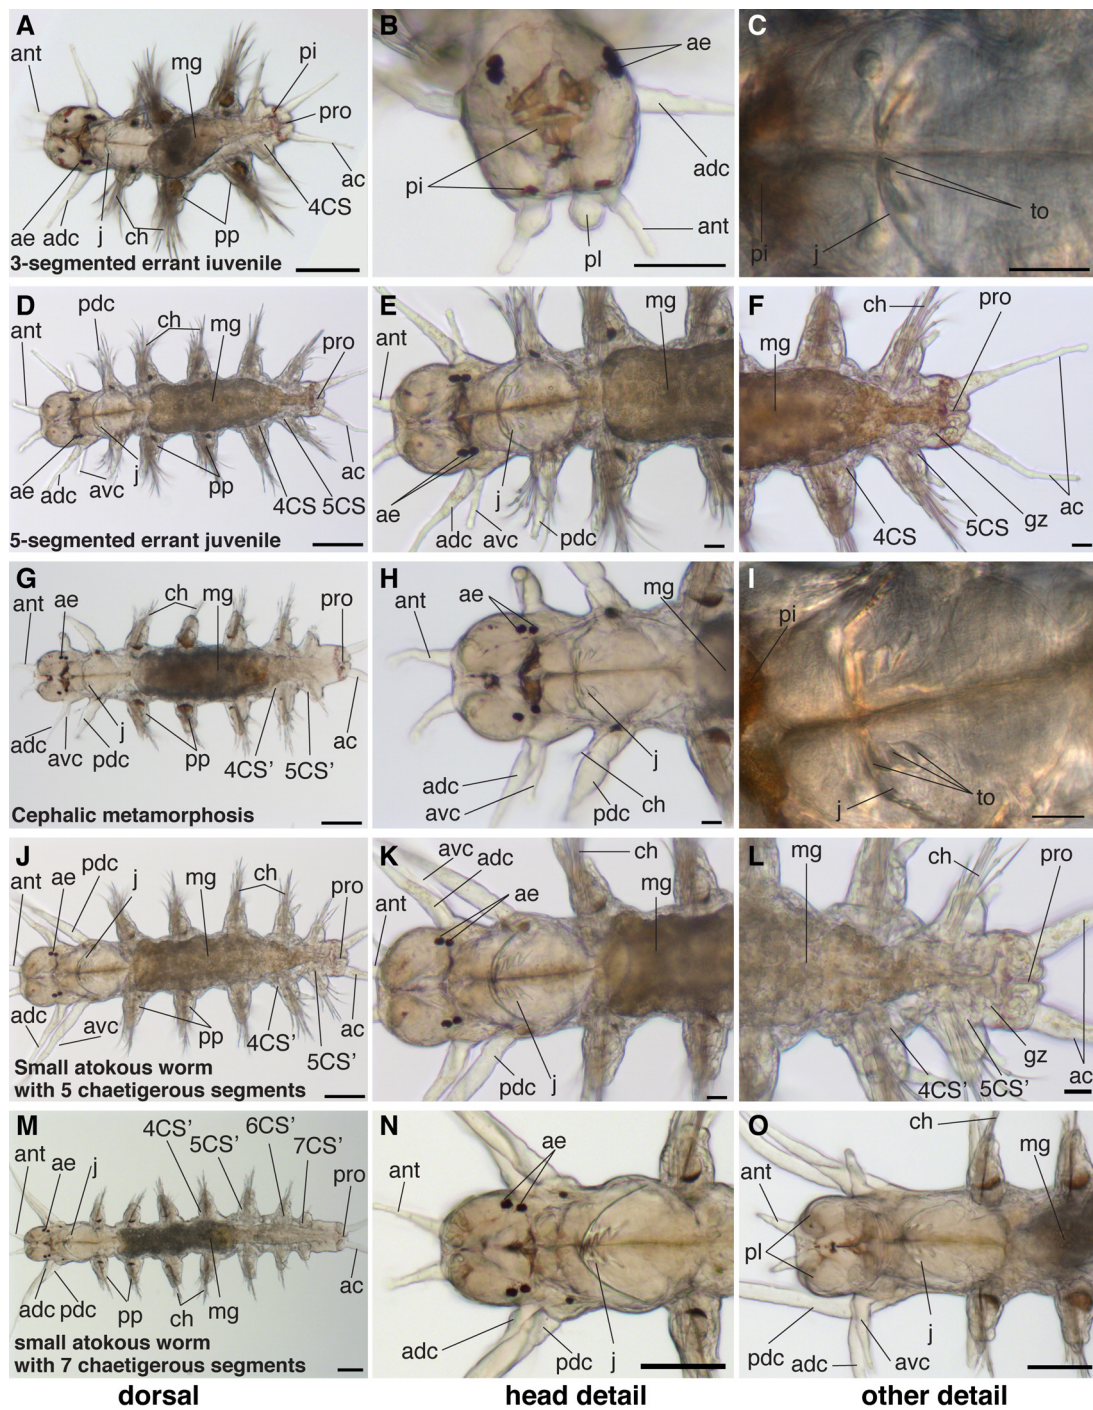 A
ant
mg
pi
pro
ac
4CS
ae adc j ch pp
3-segmented errant iuvenile
B
ae
adc
pi
ant
pl
C
to
pi j
D
pdc
ch
mg
ant
pro
ae adc avc j pp 4CS 5CS ac
5-segmented errant juvenile
E
mg
ant
ae adc avc j pdc
F
ch pro
mg
4CS 5CS gz ac
G
ch mg
ant ae pro
adc avc pdc j pp 4CS’ 5CS’ ac
Cephalic metamorphosis
H
ae
ant mg
adc
avc
pdc ch j
I
pi
j to
J
pdc j mg ch
ant ae pro
adc avc pp 4CS’ 5CS’ ac
Small atokous worm
with 5 chaetigerous segments
K
avc adc ae ch
mg
ant
pdc j
L
mg ch pro
4CS’ 5CS’ gz ac
M
4CS’ 5CS’ 6CS’ 7CS’
ant ae j pro
adc pdc pp ch mg ac
small atokous worm
with 7 chaetigerous segments
N
ae
ant
adc pdc j
O
ch
mg
ant
pl
pdc adc avc j
dorsal
head detail
other detail